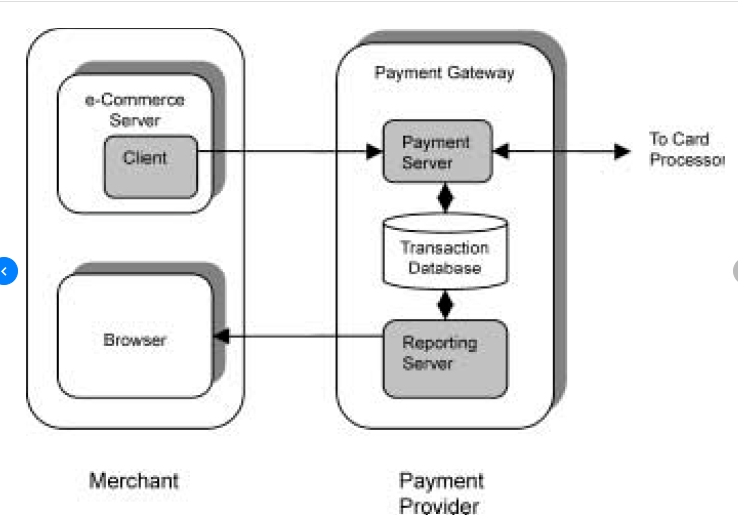 Payment Gateway
e-Commerce
Server
Client
Payment
Server
To Card
Processor
Transaction
Database
Browser
Reporting
Server
Merchant
Payment
Provider